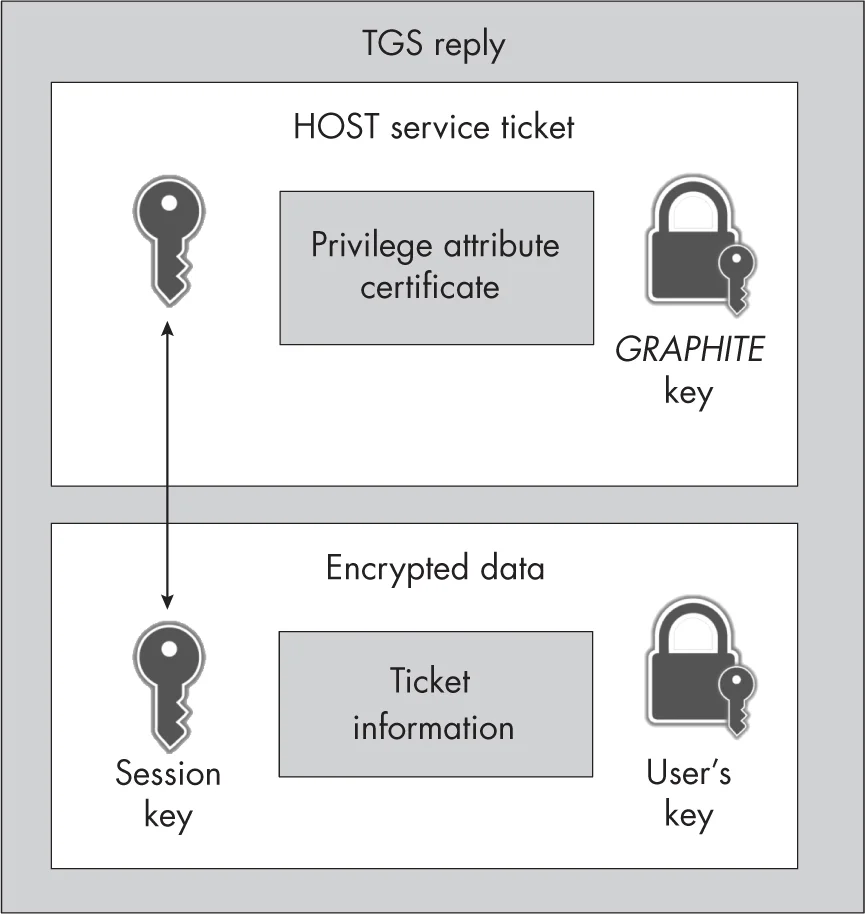 TGS reply
HOST service ticket
Privilege attribute
certificate
GRAPHITE
key
Encrypted data
Ticket
information
Session
key
User’s
key